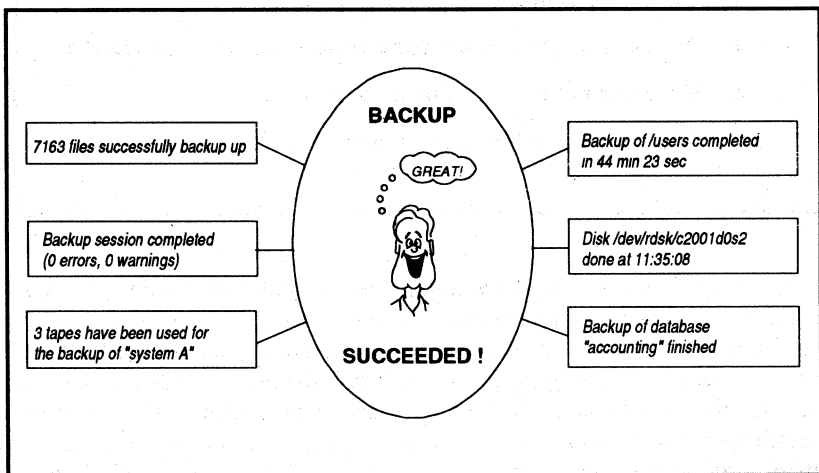 BACKUP
GREAT!
SUCCEEDED !
7163 files successfully backup up
Backup session completed
(0 errors, 0 warnings)
3 tapes have been used for
the backup of "system A"
Backup of /users completed
in 44 min 23 sec
Disk /dev/rdsk/c2001d0s2
done at 11:35:08
Backup of database
"accounting" finished